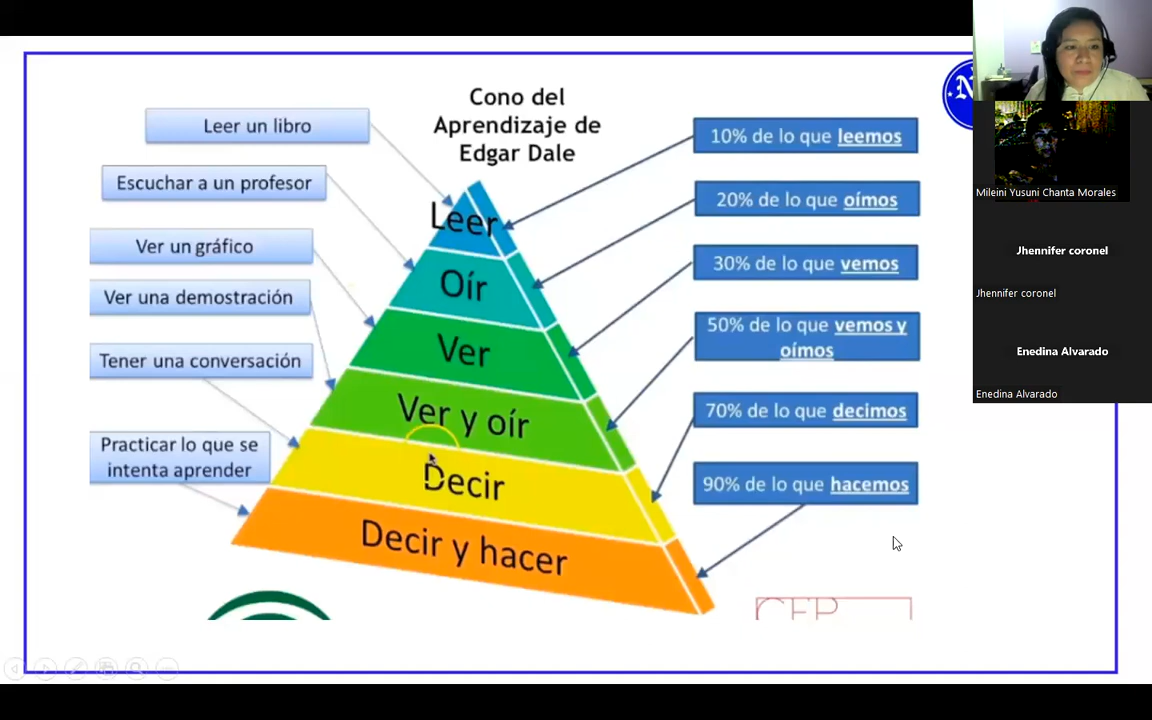 Cono del
Aprendizaje de
Edgar Dale
Leer un libro
Escuchar a un profesor
Ver un gráfico
Ver una demostración
Tener una conversación
Practicar lo que se
intenta aprender
Leer
Oír
Ver
Ver y oír
Decir
Decir y hacer
10% de lo que leemos
20% de lo que oímos
30% de lo que vemos
50% de lo que vemos y
oímos
70% de lo que decimos
90% de lo que hacemos
N
Mileini Yusuni Chanta Morales
Jhennifer coronel
Jhennifer coronel
Enedina Alvarado
Enedina Alvarado